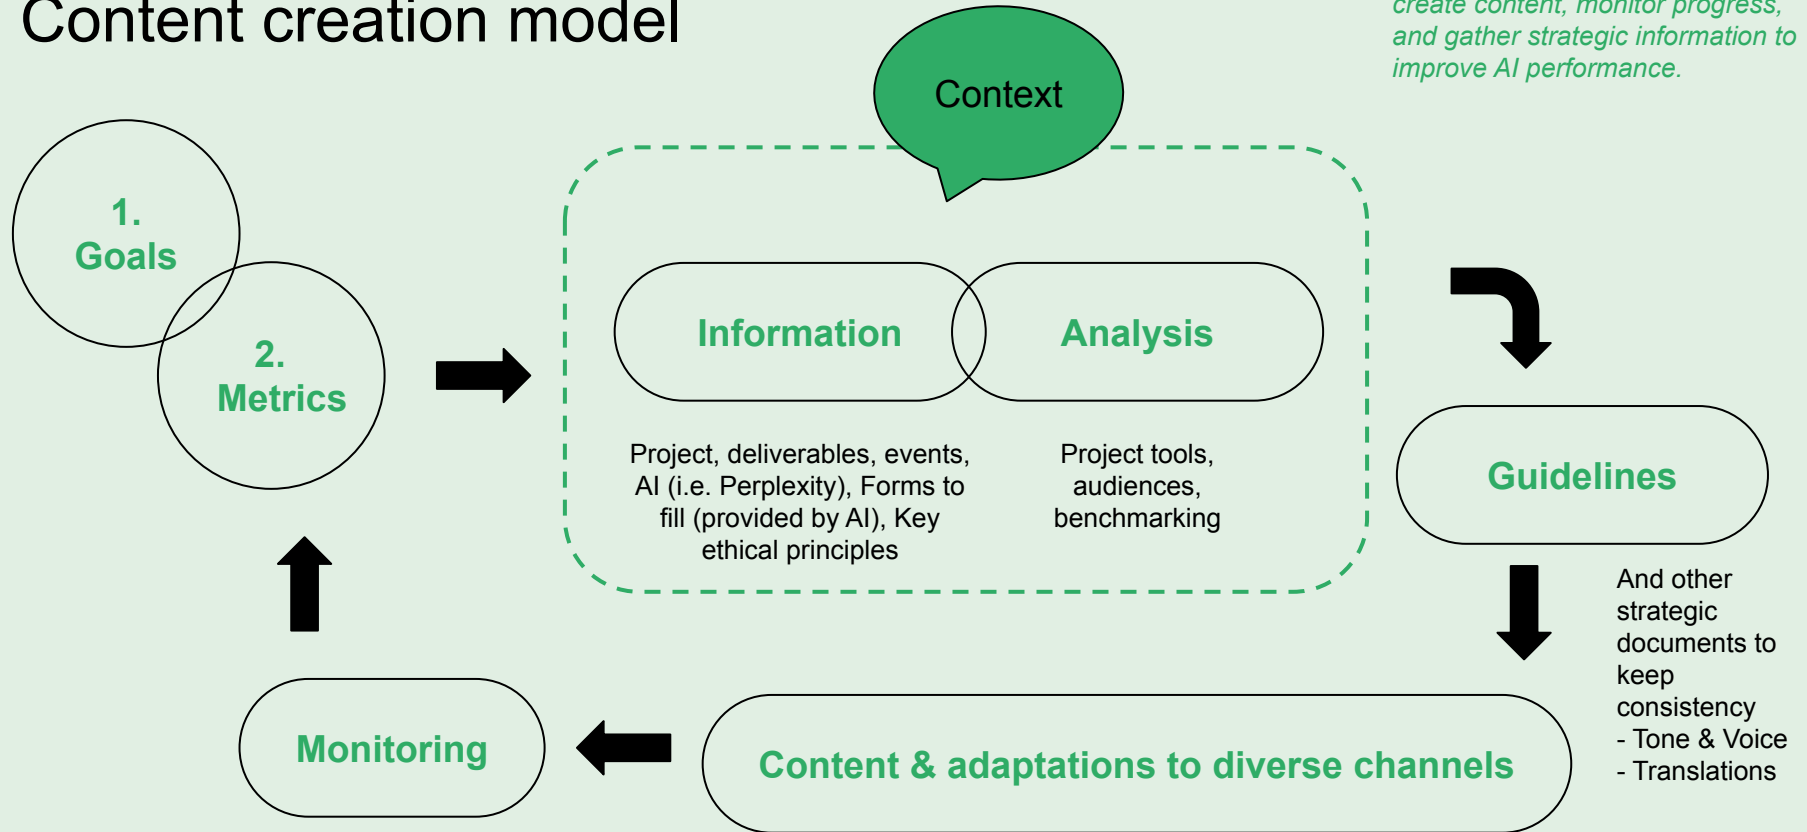 Content creation model
create content, monitor progress,
and gather strategic information to
improve AI performance.
Context
1.
Goals
2.
Metrics
Information
Analysis
Project, deliverables, events,
AI (i.e. Perplexity), Forms to
fill (provided by AI), Key
ethical principles
Project tools,
audiences,
benchmarking
Guidelines
And other
strategic
documents to
keep
consistency
- Tone & Voice
- Translations
Content & adaptations to diverse channels
Monitoring